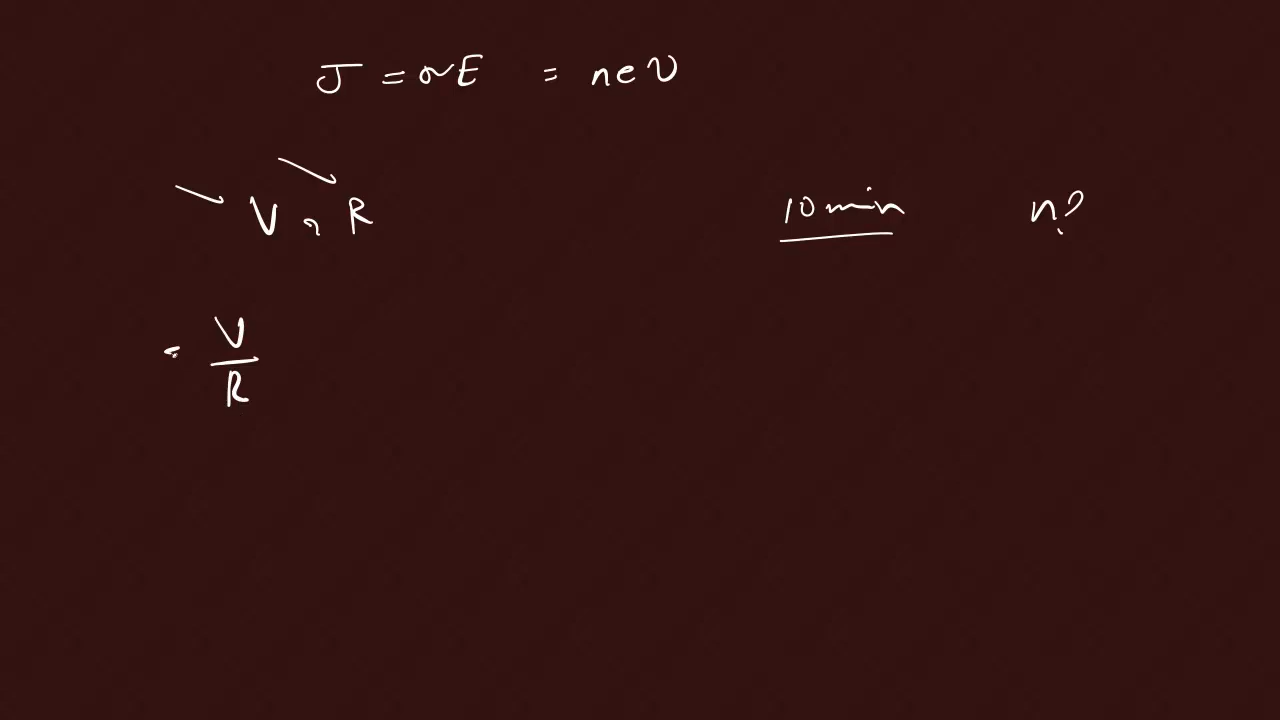 J = σE = nev
V, R 10 min n?
= V/R